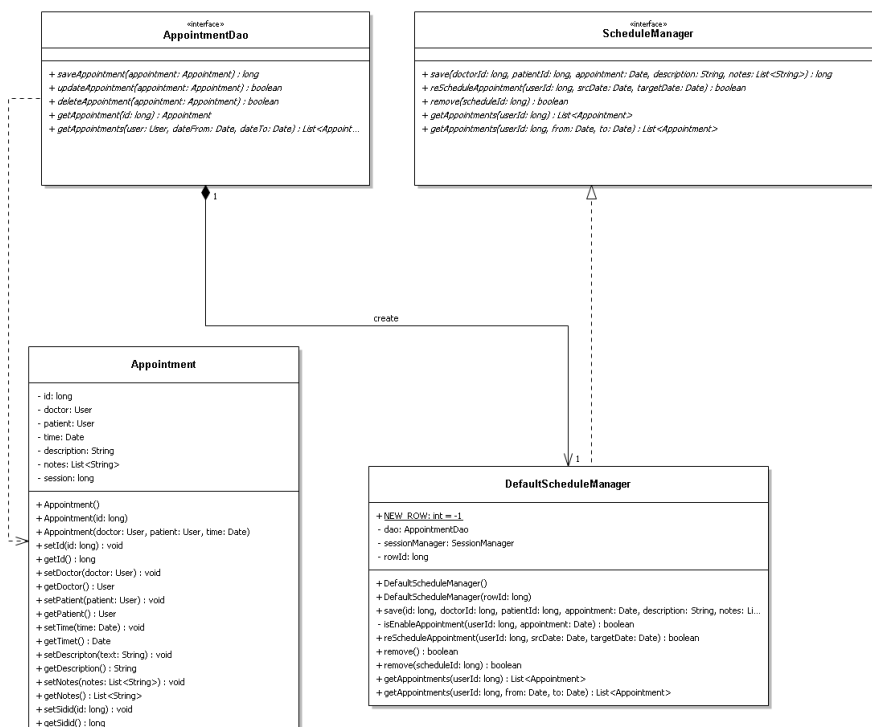 «interface»
AppointmentDao
+ saveAppointment(appointment: Appointment) : long
+ updateAppointment(appointment: Appointment) : boolean
+ deleteAppointment(appointment: Appointment) : boolean
+ getAppointment(id: long) : Appointment
+ getAppointments(user: User, dateFrom: Date, dateTo: Date) : List<Appoint...
«interface»
ScheduleManager
+ save(doctorId: long, patientId: long, appointment: Date, description: String, notes: List<String>) : long
+ reScheduleAppointment(userId: long, srcDate: Date, targetDate: Date) : boolean
+ remove(scheduleId: long) : boolean
+ getAppointments(userId: long) : List<Appointment>
+ getAppointments(userId: long, from: Date, to: Date) : List<Appointment>
1
create
1
Appointment
- id: long
- doctor: User
- patient: User
- time: Date
- description: String
- notes: List<String>
- session: long
+ Appointment()
+ Appointment(id: long)
+ Appointment(doctor: User, patient: User, time: Date)
+ setId(id: long) : void
+ getId() : long
+ setDoctor(doctor: User) : void
+ getDoctor() : User
+ setPatient(patient: User) : void
+ getPatient() : User
+ setTime(time: Date) : void
+ getTimet() : Date
+ setDescripton(text: String) : void
+ getDescription() : String
+ setNotes(notes: List<String>) : void
+ getNotes() : List<String>
+ setSidid(id: long) : void
+ getSidid() : long
DefaultScheduleManager
+ NEW_ROW: int = -1
- dao: AppointmentDao
- sessionManager: SessionManager
- rowId: long
+ DefaultScheduleManager()
+ DefaultScheduleManager(rowId: long)
+ save(id: long, doctorId: long, patientId: long, appointment: Date, description: String, notes: Li...
- isEnableAppointment(userId: long, appointment: Date) : boolean
+ reScheduleAppointment(userId: long, srcDate: Date, targetDate: Date) : boolean
+ remove() : boolean
+ remove(scheduleId: long) : boolean
+ getAppointments(userId: long) : List<Appointment>
+ getAppointments(userId: long, from: Date, to: Date) : List<Appointment>